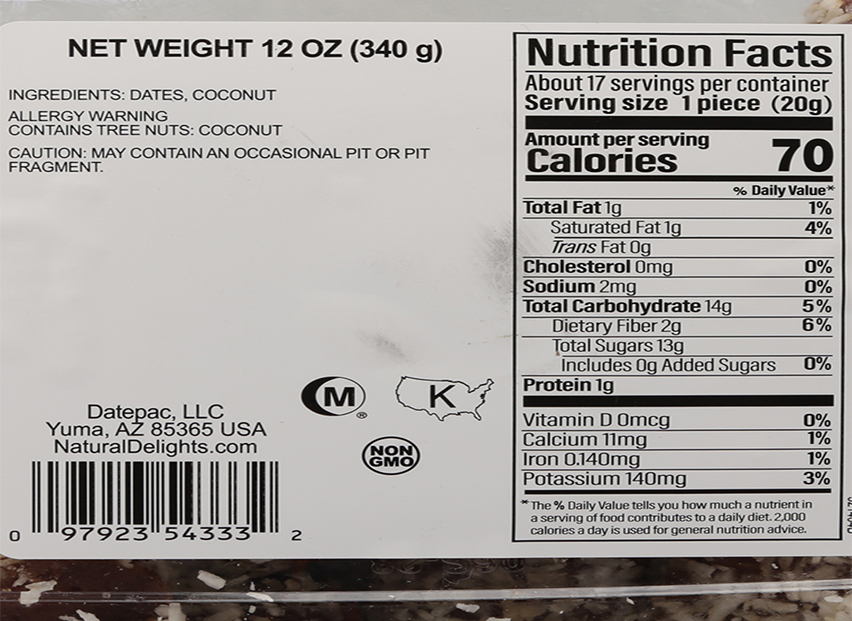 NET WEIGHT 12 OZ (340 g)
INGREDIENTS: DATES, COCONUT
ALLERGY WARNING
CONTAINS TREE NUTS: COCONUT
CAUTION: MAY CONTAIN AN OCCASIONAL PIT OR PIT
FRAGMENT.
M
®
K
NON
GMO
Datepac, LLC
Yuma, AZ 85365 USA
NaturalDelights.com
0 97923 54333 2
Nutrition Facts
About 17 servings per container
Serving size 1 piece (20g)
Amount per serving
Calories 70
% Daily Value*
Total Fat 1g 1%
Saturated Fat 1g 4%
Trans Fat 0g
Cholesterol 0mg 0%
Sodium 2mg 0%
Total Carbohydrate 14g 5%
Dietary Fiber 2g 6%
Total Sugars 13g
Includes 0g Added Sugars 0%
Protein 1g
Vitamin D 0mcg 0%
Calcium 11mg 1%
Iron 0.140mg 1%
Potassium 140mg 3%
* The % Daily Value tells you how much a nutrient in
a serving of food contributes to a daily diet. 2,000
calories a day is used for general nutrition advice.